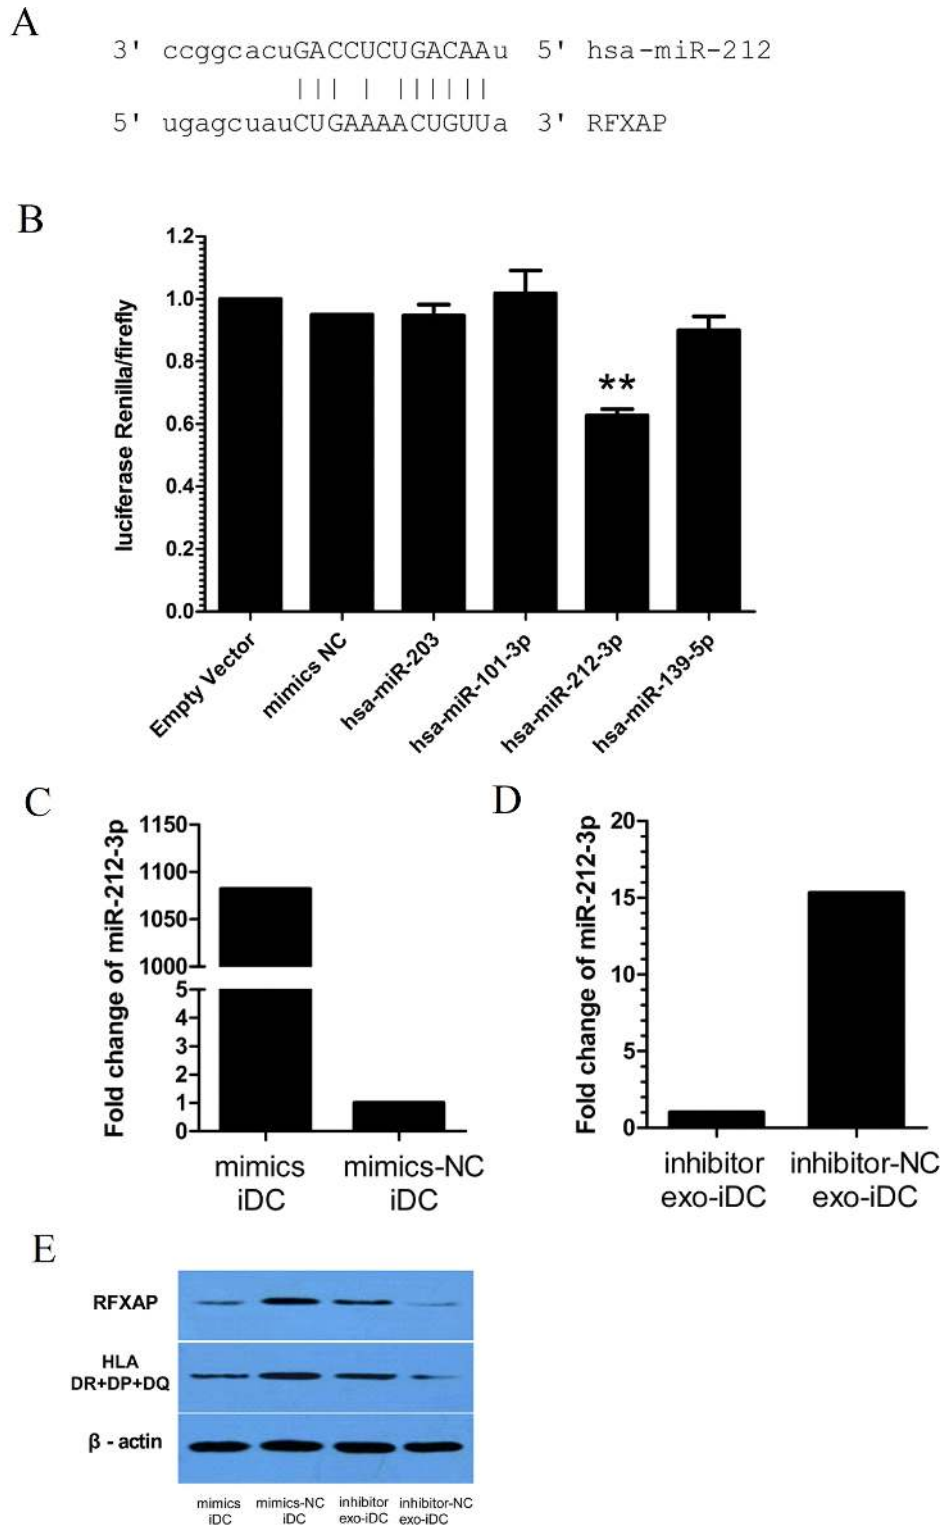 A
3' ccggcacuGACCUCUGACAAu 5' hsa-miR-212
||| | ||||||
5' ugagcuauCUGAAAACUGUUa 3' RFXAP
B
luciferase Renilla/firefly
1.2
1.0
0.8
0.6
0.4
0.2
0.0
**
Empty Vector
mimics NC
hsa-miR-203
hsa-miR-101-3p
hsa-miR-212-3p
hsa-miR-139-5p
C
Fold change of miR-212-3p
1150
1100
1050
1000
5
4
3
2
1
0
mimics
iDC
mimics-NC
iDC
D
Fold change of miR-212-3p
20
15
10
5
0
inhibitor
exo-iDC
inhibitor-NC
exo-iDC
E
RFXAP
HLA
DR+DP+DQ
β - actin
mimics
iDC
mimics-NC
iDC
inhibitor
exo-iDC
inhibitor-NC
exo-iDC